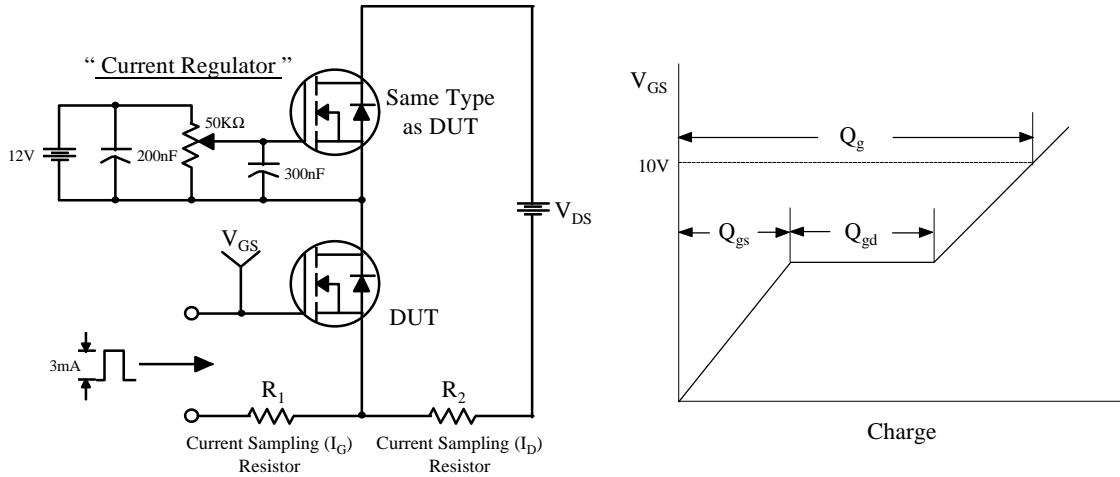 “ Current Regulator ”
Same Type
as DUT
50KΩ
12V
200nF
300nF
V_DS
V_GS
DUT
3mA
R_1
R_2
Current Sampling (I_G)
Resistor
Current Sampling (I_D)
Resistor
V_GS
Q_g
10V
Q_gs
Q_gd
Charge